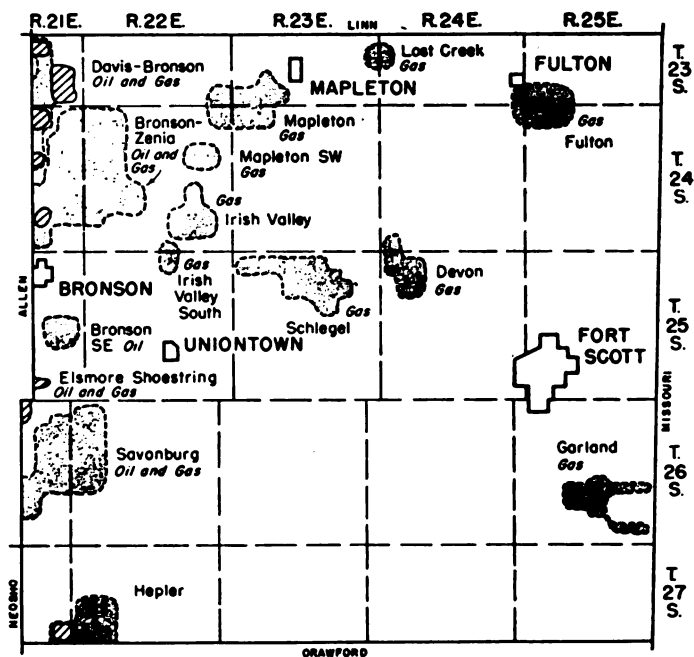 R.21E. R.22E. R.23E. LINN R.24E. R.25E.
T.
23
S.
Davis-Bronson
Oil and Gas
MAPLETON
Lost Creek
Gas
FULTON
Gas
Fulton
Bronson-
Zenia
Oil and
Gas
Mapleton
Gas
Mapleton SW
Gas
T.
24
S.
Gas
Irish Valley
ALLEN
BRONSON
Gas
Irish
Valley
South
Gas
Schlegel
Devon
Gas
T.
25
S.
Bronson
SE Oil
UNIONTOWN
FORT
SCOTT
Elsmore Shoestring
Oil and Gas
MISSOURI
Savonburg
Oil and Gas
Garland
Gas
T.
26
S.
NEOSHO
Hepler
T.
27
S.
CRAWFORD